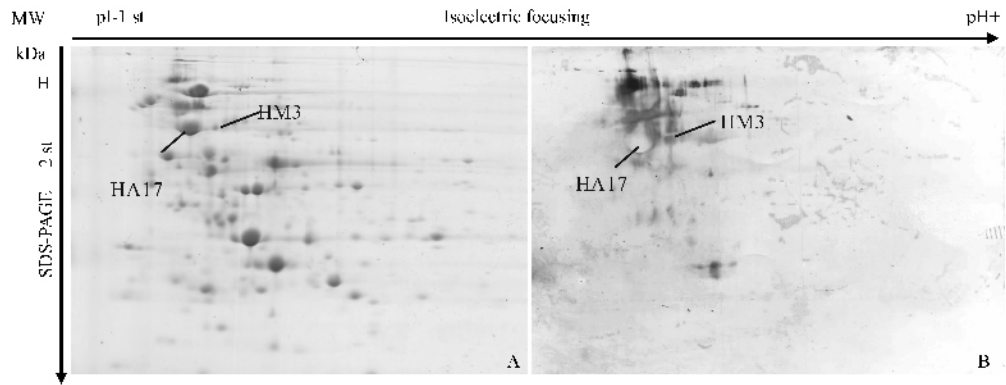 MW pI-1 st Isoelectric focusing pH+
kDa
H
HM3
HM3
HA17
HA17
SDS-PAGE 2 st
A
B